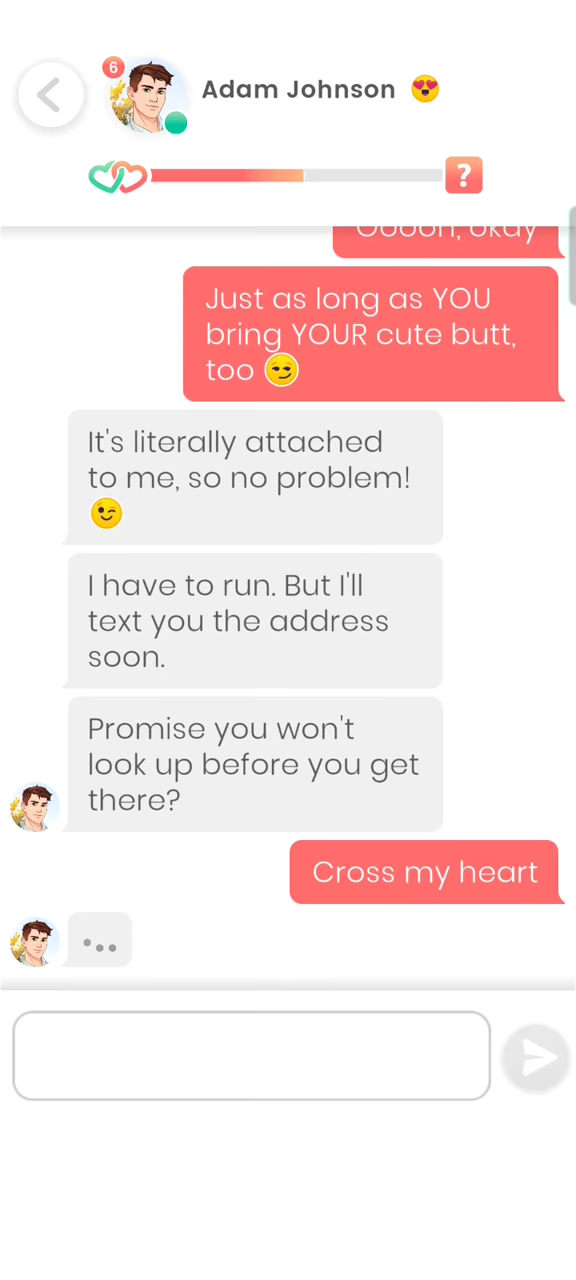 6
Adam Johnson 😍
?
Ooooh, okay
Just as long as YOU
bring YOUR cute butt,
too 😏
It's literally attached
to me, so no problem!
😉
I have to run. But I'll
text you the address
soon.
Promise you won't
look up before you get
there?
Cross my heart
...